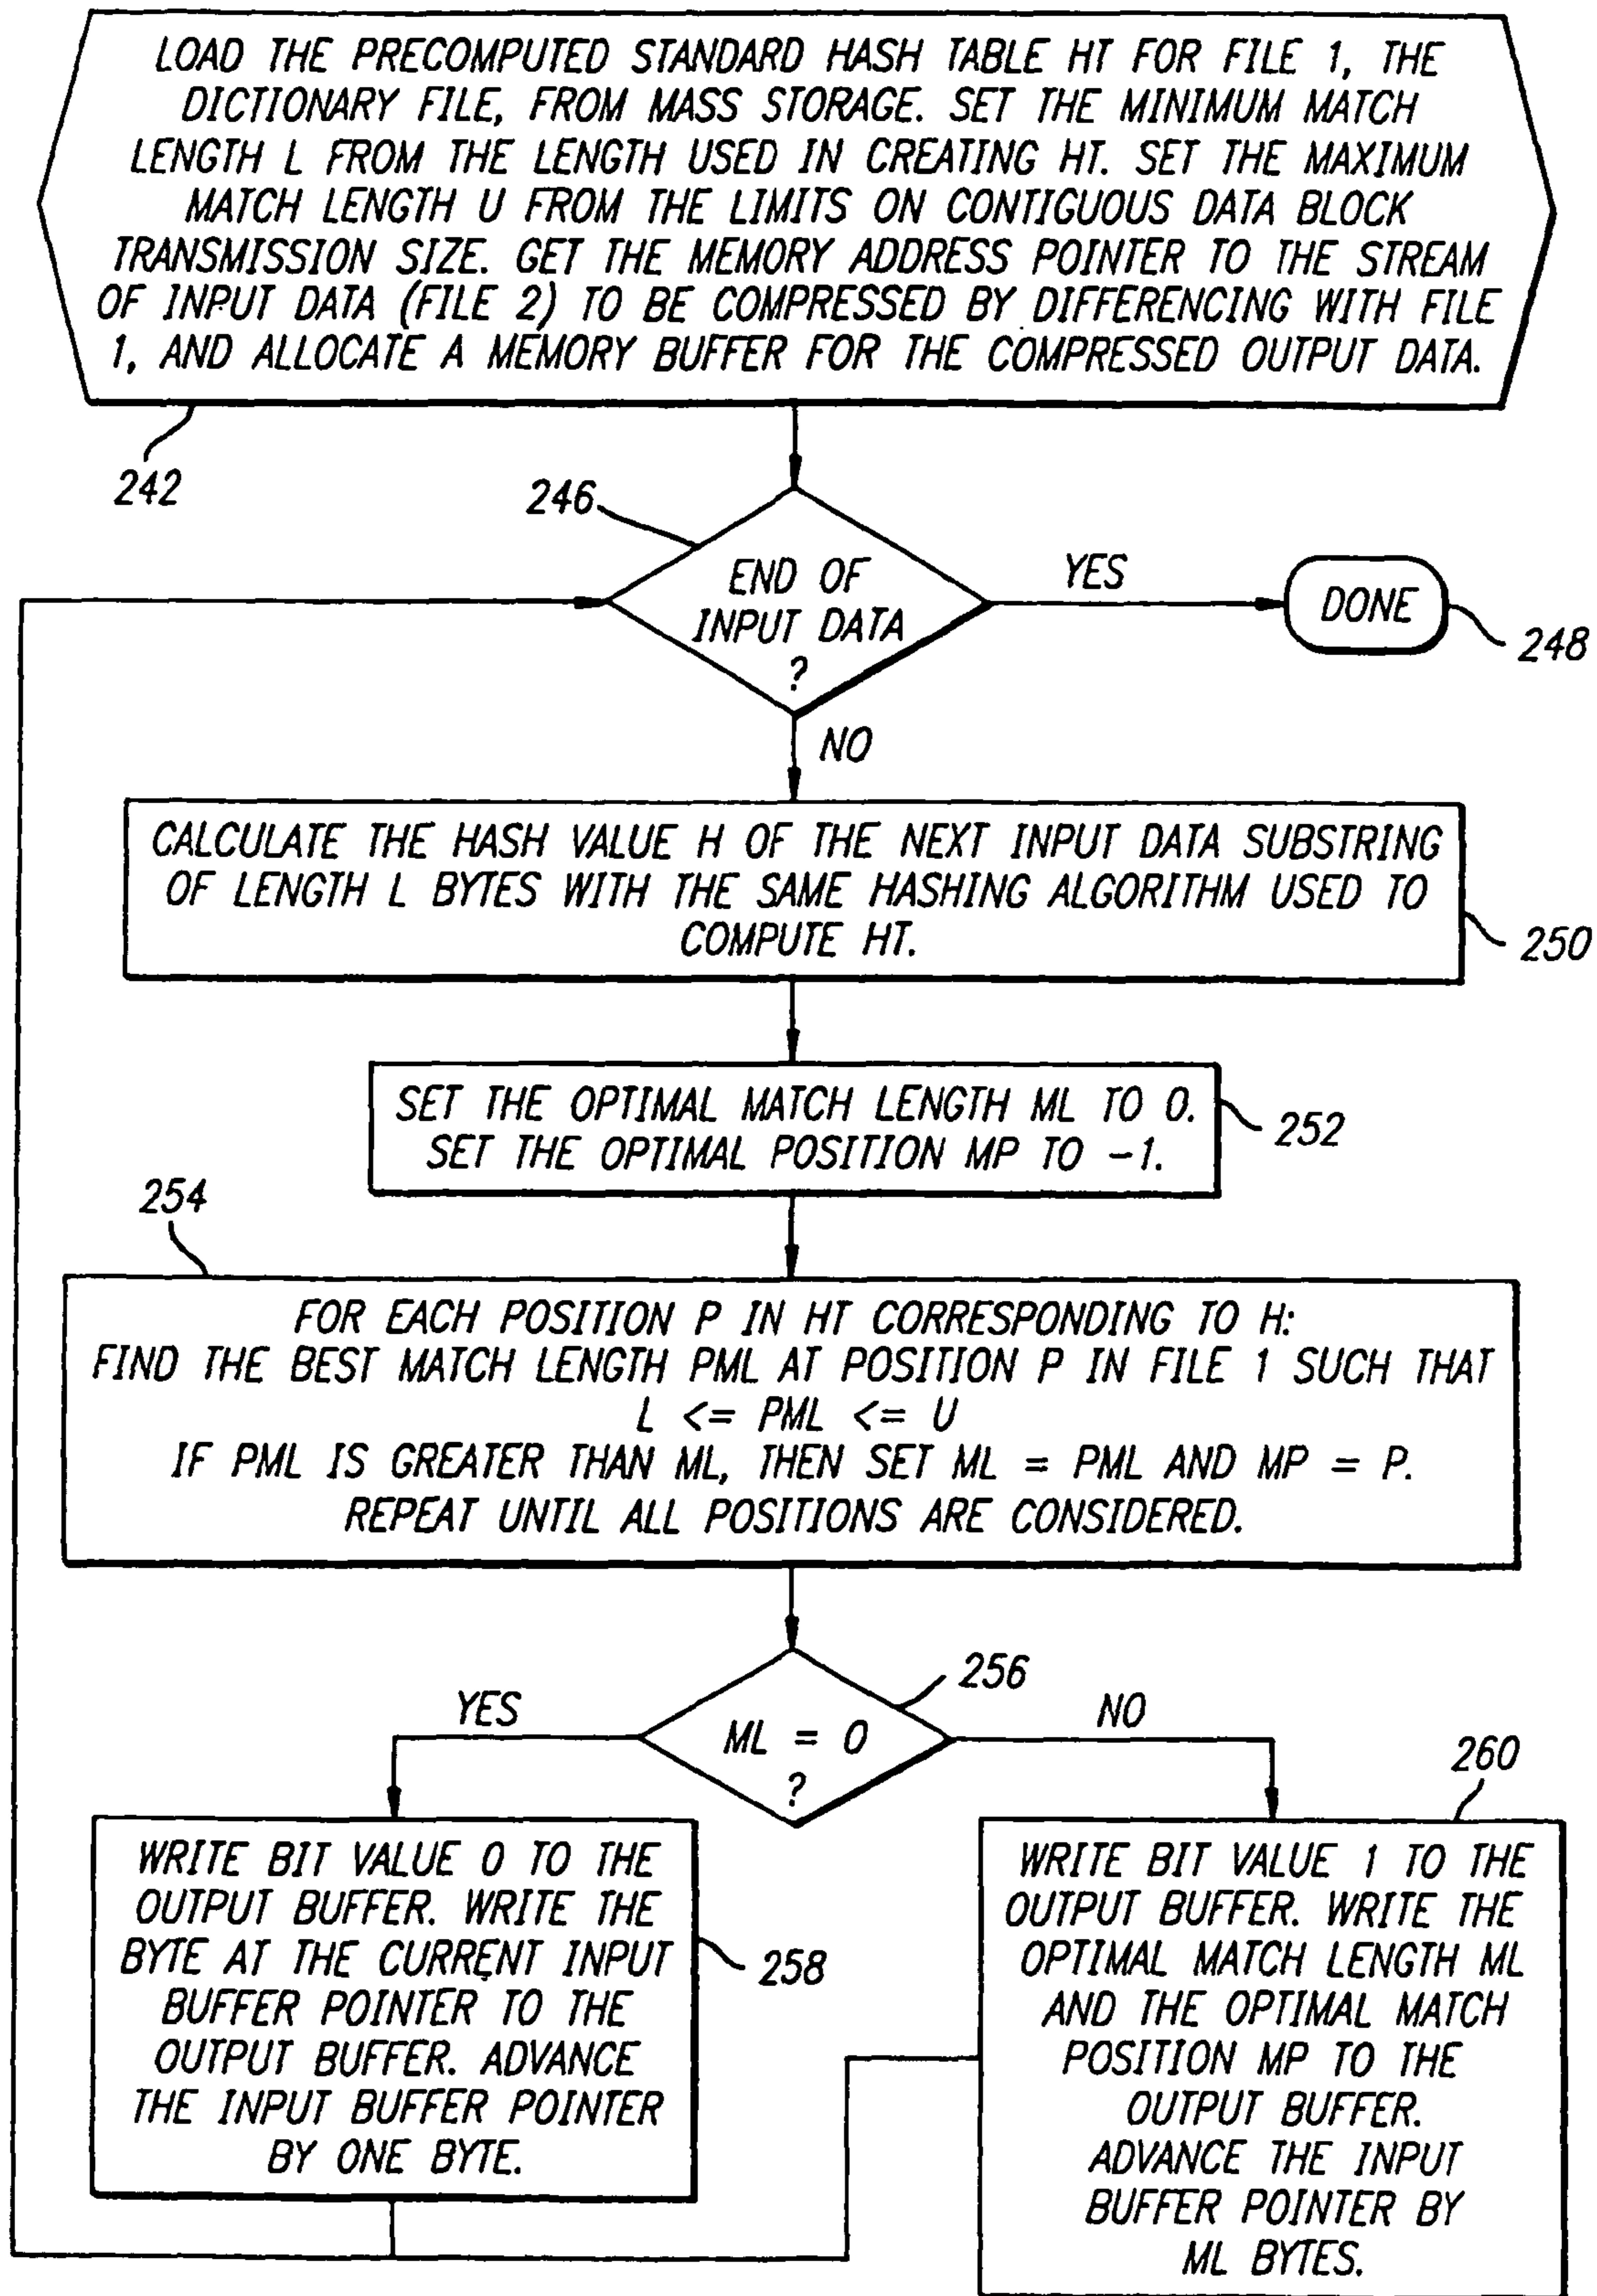 LOAD THE PRECOMPUTED STANDARD HASH TABLE HT FOR FILE 1, THE
DICTIONARY FILE, FROM MASS STORAGE. SET THE MINIMUM MATCH
LENGTH L FROM THE LENGTH USED IN CREATING HT. SET THE MAXIMUM
MATCH LENGTH U FROM THE LIMITS ON CONTIGUOUS DATA BLOCK
TRANSMISSION SIZE. GET THE MEMORY ADDRESS POINTER TO THE STREAM
OF INPUT DATA (FILE 2) TO BE COMPRESSED BY DIFFERENCING WITH FILE
1, AND ALLOCATE A MEMORY BUFFER FOR THE COMPRESSED OUTPUT DATA.
242
246
END OF
INPUT DATA
?
YES
DONE
248
NO
CALCULATE THE HASH VALUE H OF THE NEXT INPUT DATA SUBSTRING
OF LENGTH L BYTES WITH THE SAME HASHING ALGORITHM USED TO
COMPUTE HT.
250
SET THE OPTIMAL MATCH LENGTH ML TO 0.
SET THE OPTIMAL POSITION MP TO -1.
252
254
FOR EACH POSITION P IN HT CORRESPONDING TO H:
FIND THE BEST MATCH LENGTH PML AT POSITION P IN FILE 1 SUCH THAT
L <= PML <= U
IF PML IS GREATER THAN ML, THEN SET ML = PML AND MP = P.
REPEAT UNTIL ALL POSITIONS ARE CONSIDERED.
256
YES
ML = 0
?
NO
WRITE BIT VALUE 0 TO THE
OUTPUT BUFFER. WRITE THE
BYTE AT THE CURRENT INPUT
BUFFER POINTER TO THE
OUTPUT BUFFER. ADVANCE
THE INPUT BUFFER POINTER
BY ONE BYTE.
258
260
WRITE BIT VALUE 1 TO THE
OUTPUT BUFFER. WRITE THE
OPTIMAL MATCH LENGTH ML
AND THE OPTIMAL MATCH
POSITION MP TO THE
OUTPUT BUFFER.
ADVANCE THE INPUT
BUFFER POINTER BY
ML BYTES.